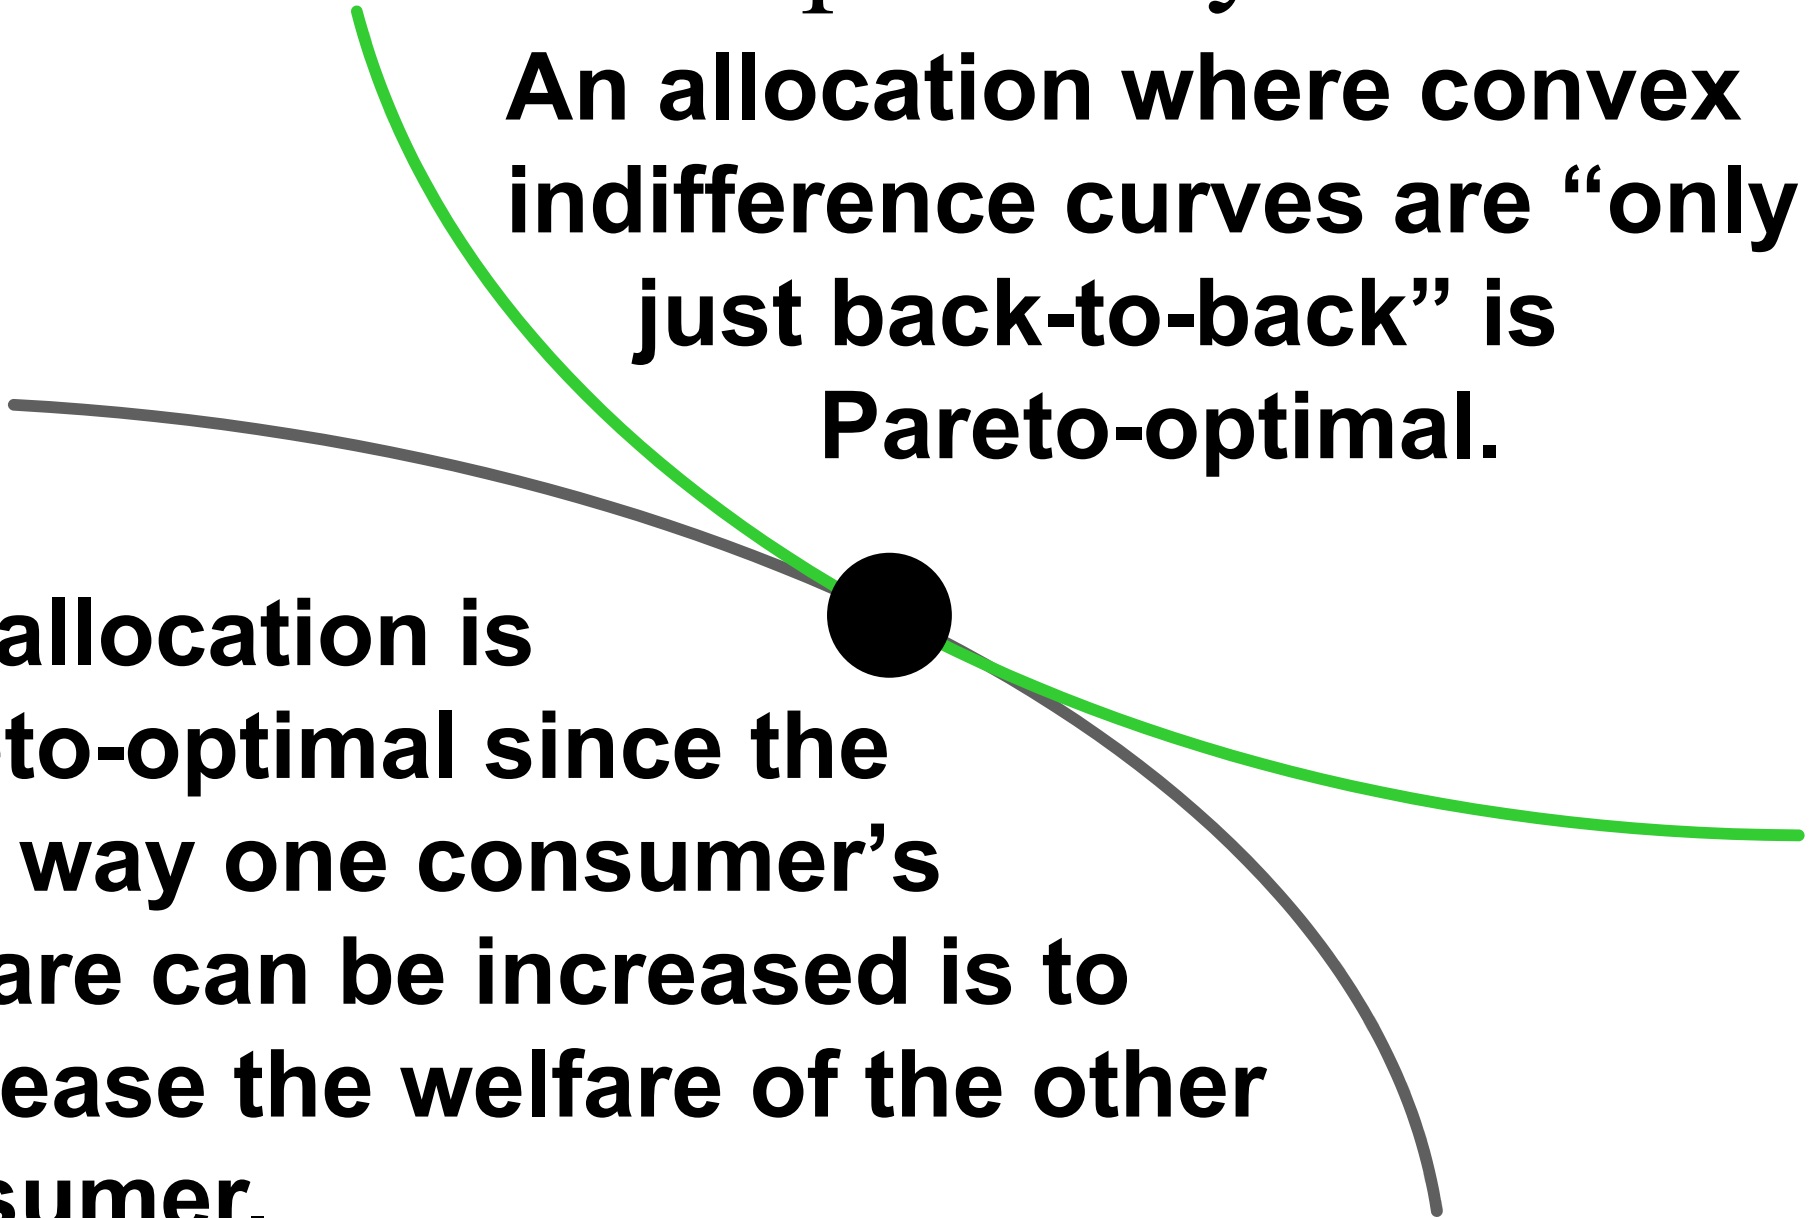 An allocation where convex
indifference curves are “only
just back-to-back” is
Pareto-optimal.
allocation is
to-optimal since the
way one consumer’s
are can be increased is to
ease the welfare of the other
sumer.